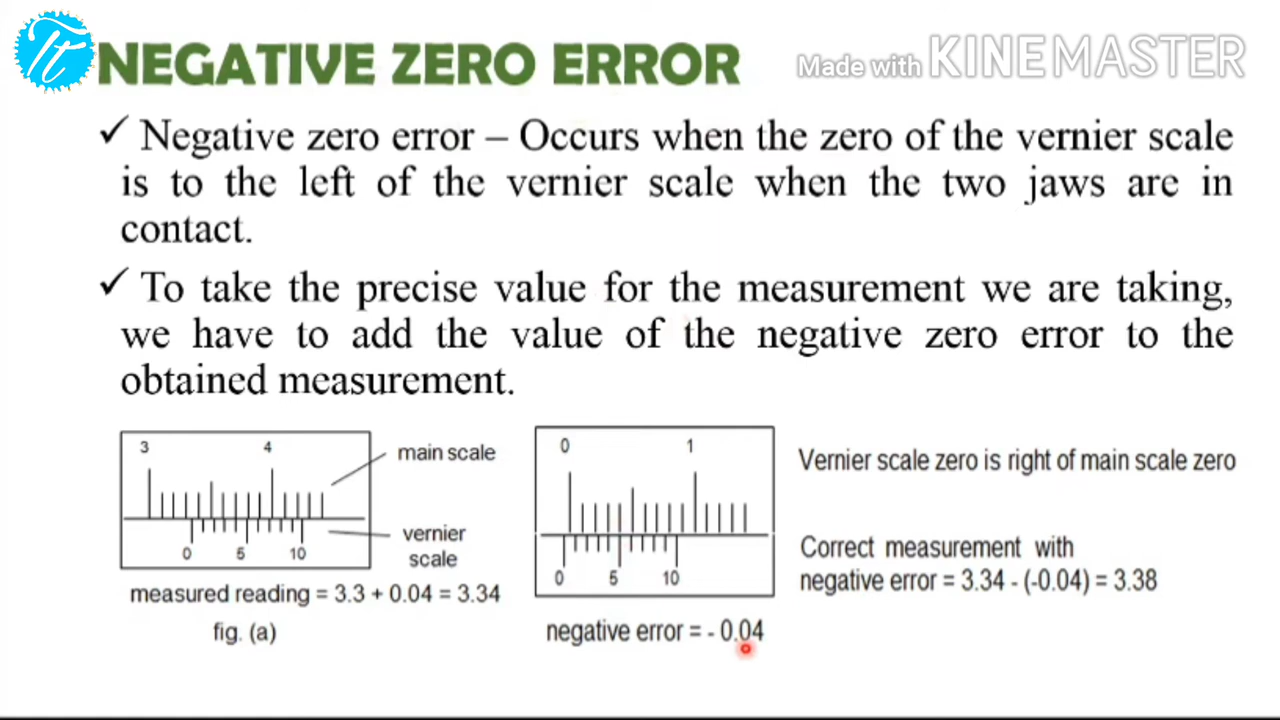 Tt NEGATIVE ZERO ERROR
Made with KINEMASTER
✓ Negative zero error – Occurs when the zero of the vernier scale
is to the left of the vernier scale when the two jaws are in
contact.
✓ To take the precise value for the measurement we are taking,
we have to add the value of the negative zero error to the
obtained measurement.
3 4
main scale
vernier
scale
0 5 10
measured reading = 3.3 + 0.04 = 3.34
fig. (a)
0 1
0 5 10
negative error = - 0.04
Vernier scale zero is right of main scale zero
Correct measurement with
negative error = 3.34 - (-0.04) = 3.38